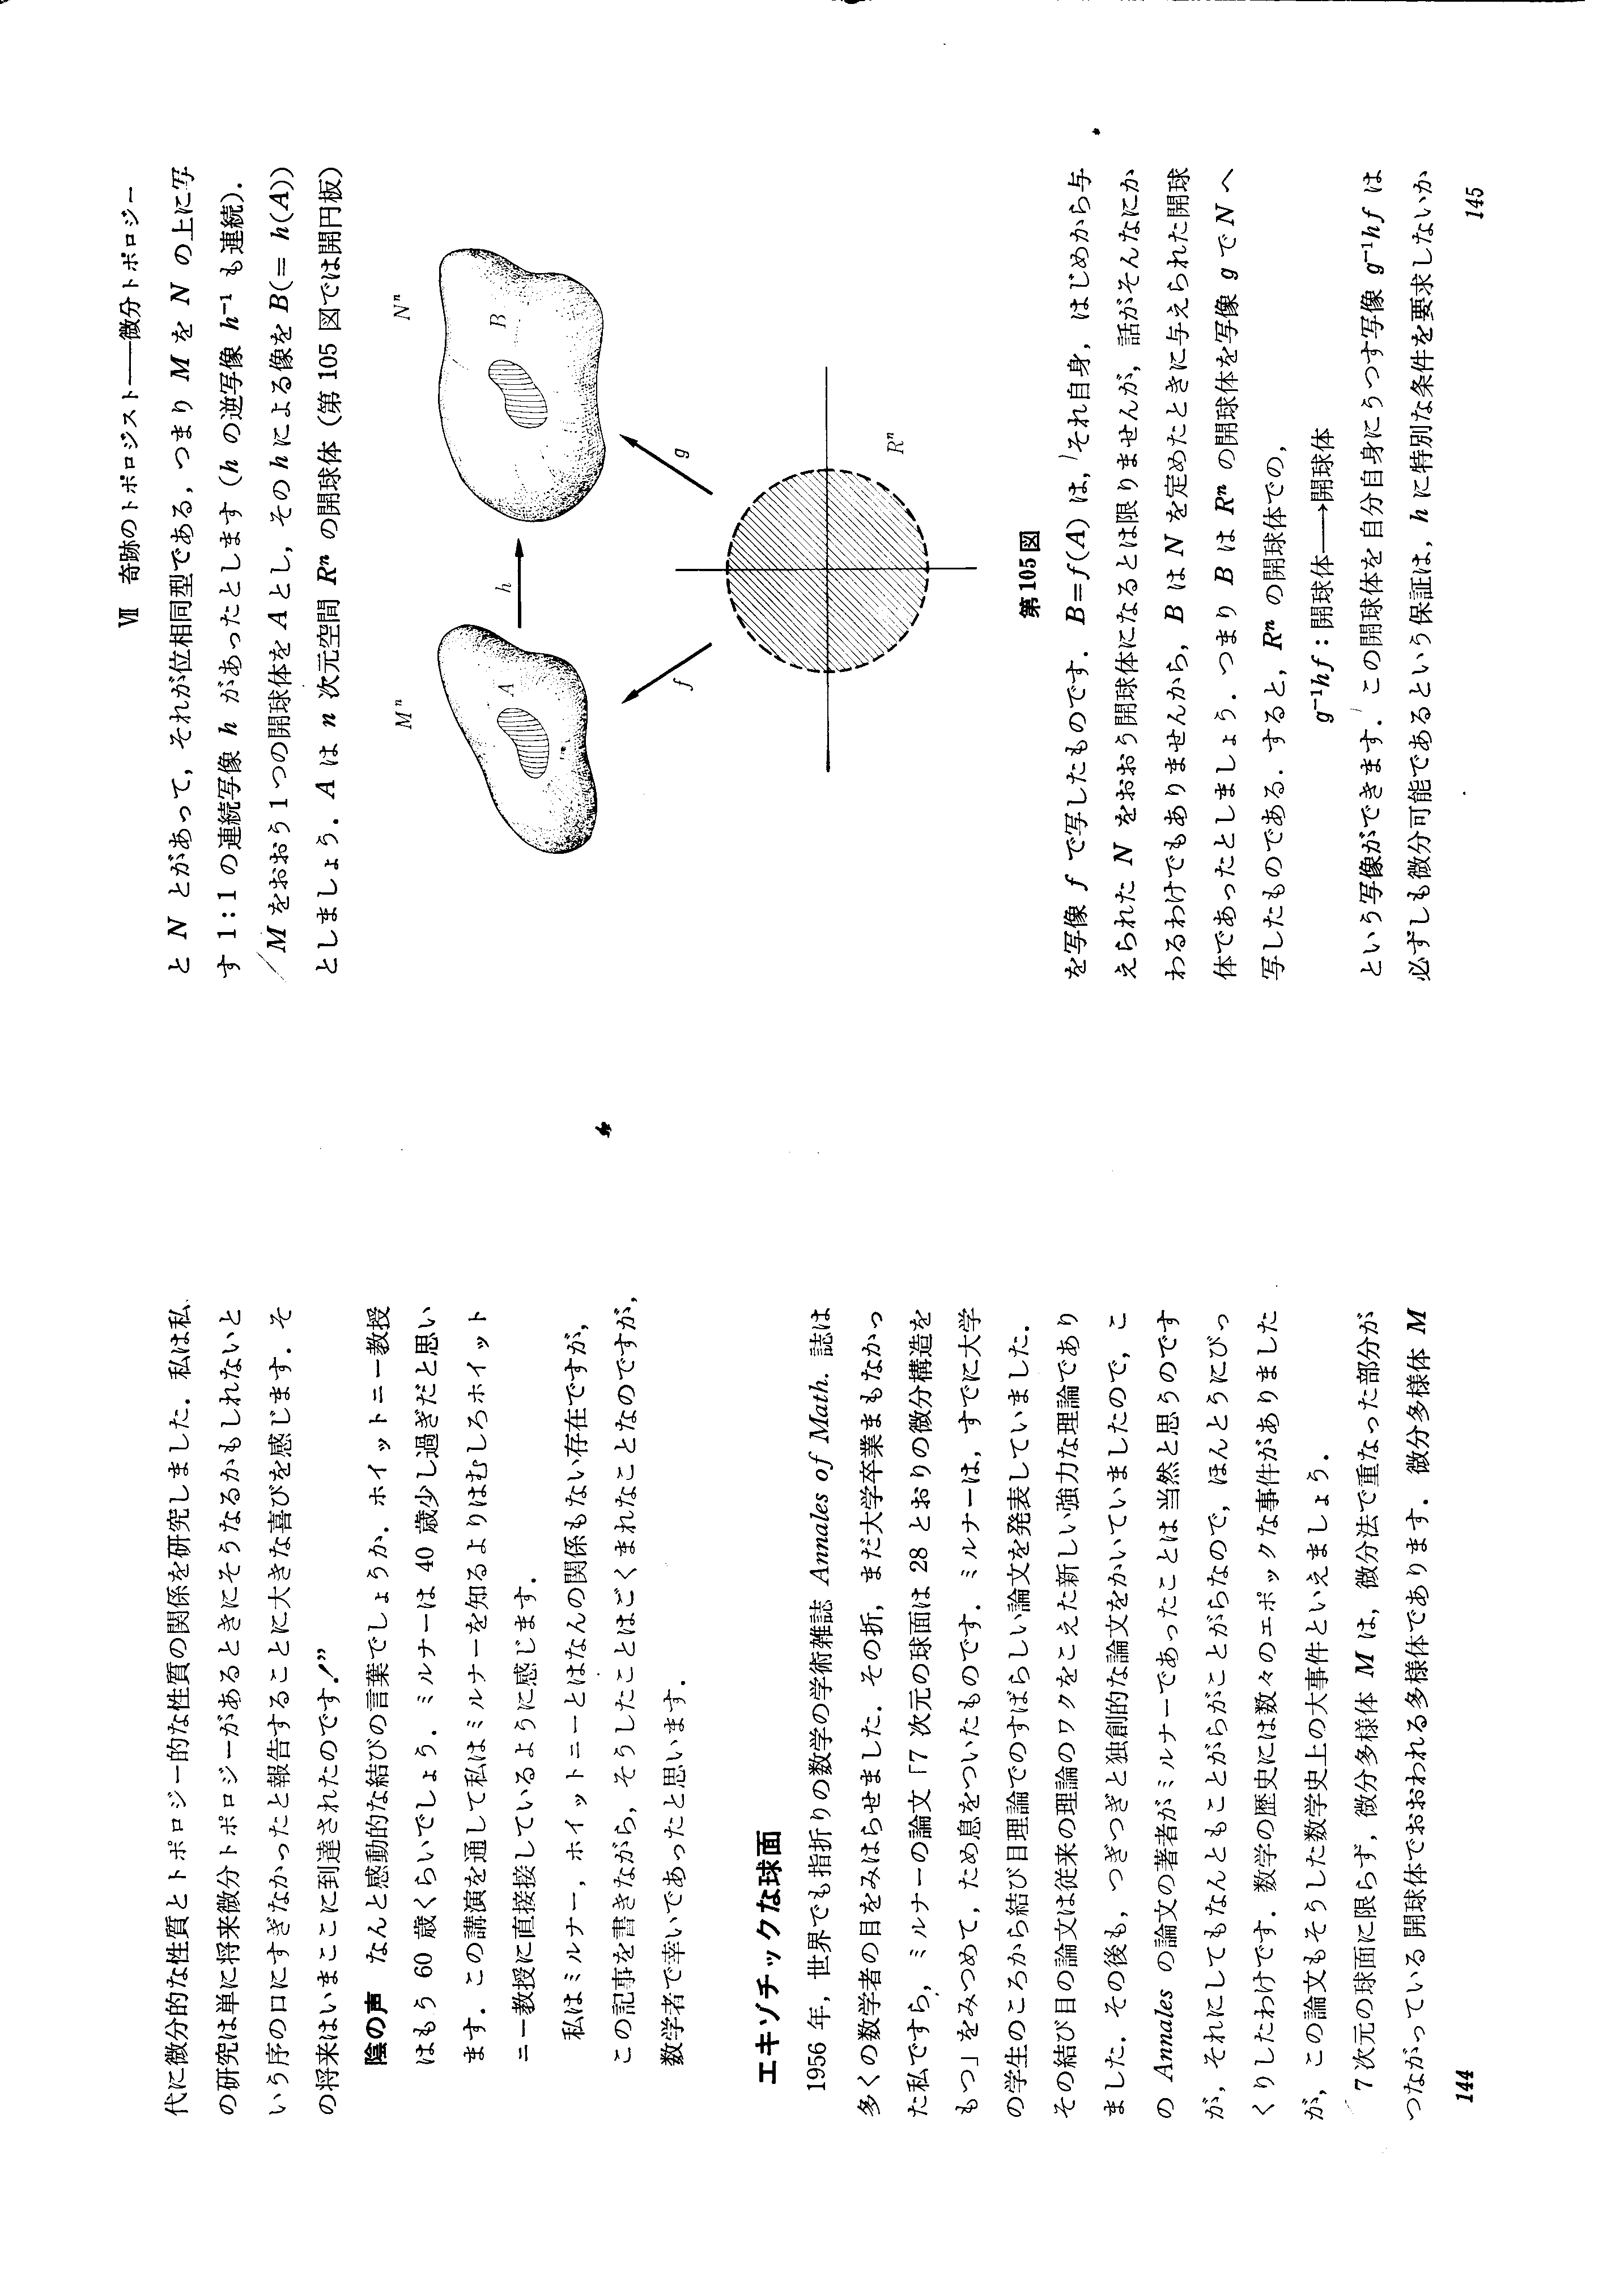 代に微分的な性質とトポロジー的な性質の関係を研究しました．私は私
の研究は単に将来微分トポロジーがあるときにそうなるかもしれないと
いう序の口にすぎなかったと報告することに大きな喜びを感じます．そ
の将来はいまここに到達されたのです！”
陰の声　なんと感動的な結びの言葉でしょうか．ホイットニー教授
はもう 60 歳くらいでしょう．ミルナーは 40 歳少し過ぎだと思い
ます．この講演を通して私はミルナーを知るよりはむしろホイット
ニー教授に直接接しているように感じます．
私はミルナー，ホイットニーとはなんの関係もない存在ですが，
この記事を書きながら，そうしたことはごくまれなことなのですが，
数学者で幸いであったと思います．
エキゾチックな球面
1956 年，世界でも指折りの数学の学術雑誌 Annales of Math. 誌は
多くの数学者の目をみはらせました．その折，まだ大学卒業まもなかっ
た私ですら，ミルナーの論文「7 次元の球面は 28 とおりの微分構造を
もつ」をみつめて，ため息をついたものです．ミルナーは，すでに大学
の学生のころから結び目理論でのすばらしい論文を発表していました．
その結び目の論文は従来の理論のワクをこえた新しい強力な理論であり
ました．その後も，つぎつぎと独創的な論文をかいていましたので，こ
の Annales の論文の著者がミルナーであったことは当然と思うのです
が，それにしてもなんともことがらがことがらなので，ほんとうにびっ
くりしたわけです．数学の歴史には数々のエポックな事件がありました
が，この論文もそうした数学史上の大事件といえましょう．
7 次元の球面に限らず，微分多様体 M は，微分法で重なった部分が
つながっている開球体でおおわれる多様体であります．微分多様体 M
144
Ⅶ　奇跡のトポロジスト——微分トポロジー
と N とがあって，それが位相同型である，つまり M を N の上に写
す 1:1 の連続写像 h があったとします（h の逆写像 h⁻¹ も連続）．
M をおおう 1 つの開球体を A とし，その h による像を B(= h(A))
としましょう．A は n 次元空間 Rⁿ の開球体（第 105 図では開円板）
Mⁿ
Nⁿ
A
h
B
f
g
Rⁿ
第105図
を写像 f で写したものです．B=f(A) は，それ自身，はじめから与
えられた N をおおう開球体になるとは限りませんが，話がそんなにか
わるわけでもありませんから，B は N を定めたときに与えられた開球
体であったとしましょう．つまり B は Rⁿ の開球体を写像 g で N へ
写したものである．すると，Rⁿ の開球体での，
g⁻¹hf：開球体⟶開球体
という写像ができます．この開球体を自分自身にうつす写像 g⁻¹hf は
必ずしも微分可能であるという保証は，h に特別な条件を要求しないか
145